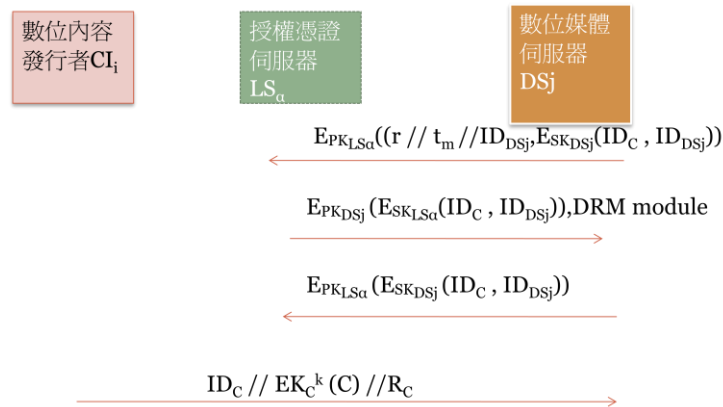 數位內容
發行者CIi
授權憑證
伺服器
LSα
數位媒體
伺服器
DSj
EPKLSα((r // tm //IDDSj,ESKDSj(IDC , IDDSj))
EPKDSj(ESKLSα(IDC , IDDSj)),DRM module
EPKLSα(ESKDSj(IDC , IDDSj))
IDC // EKCk (C) //RC